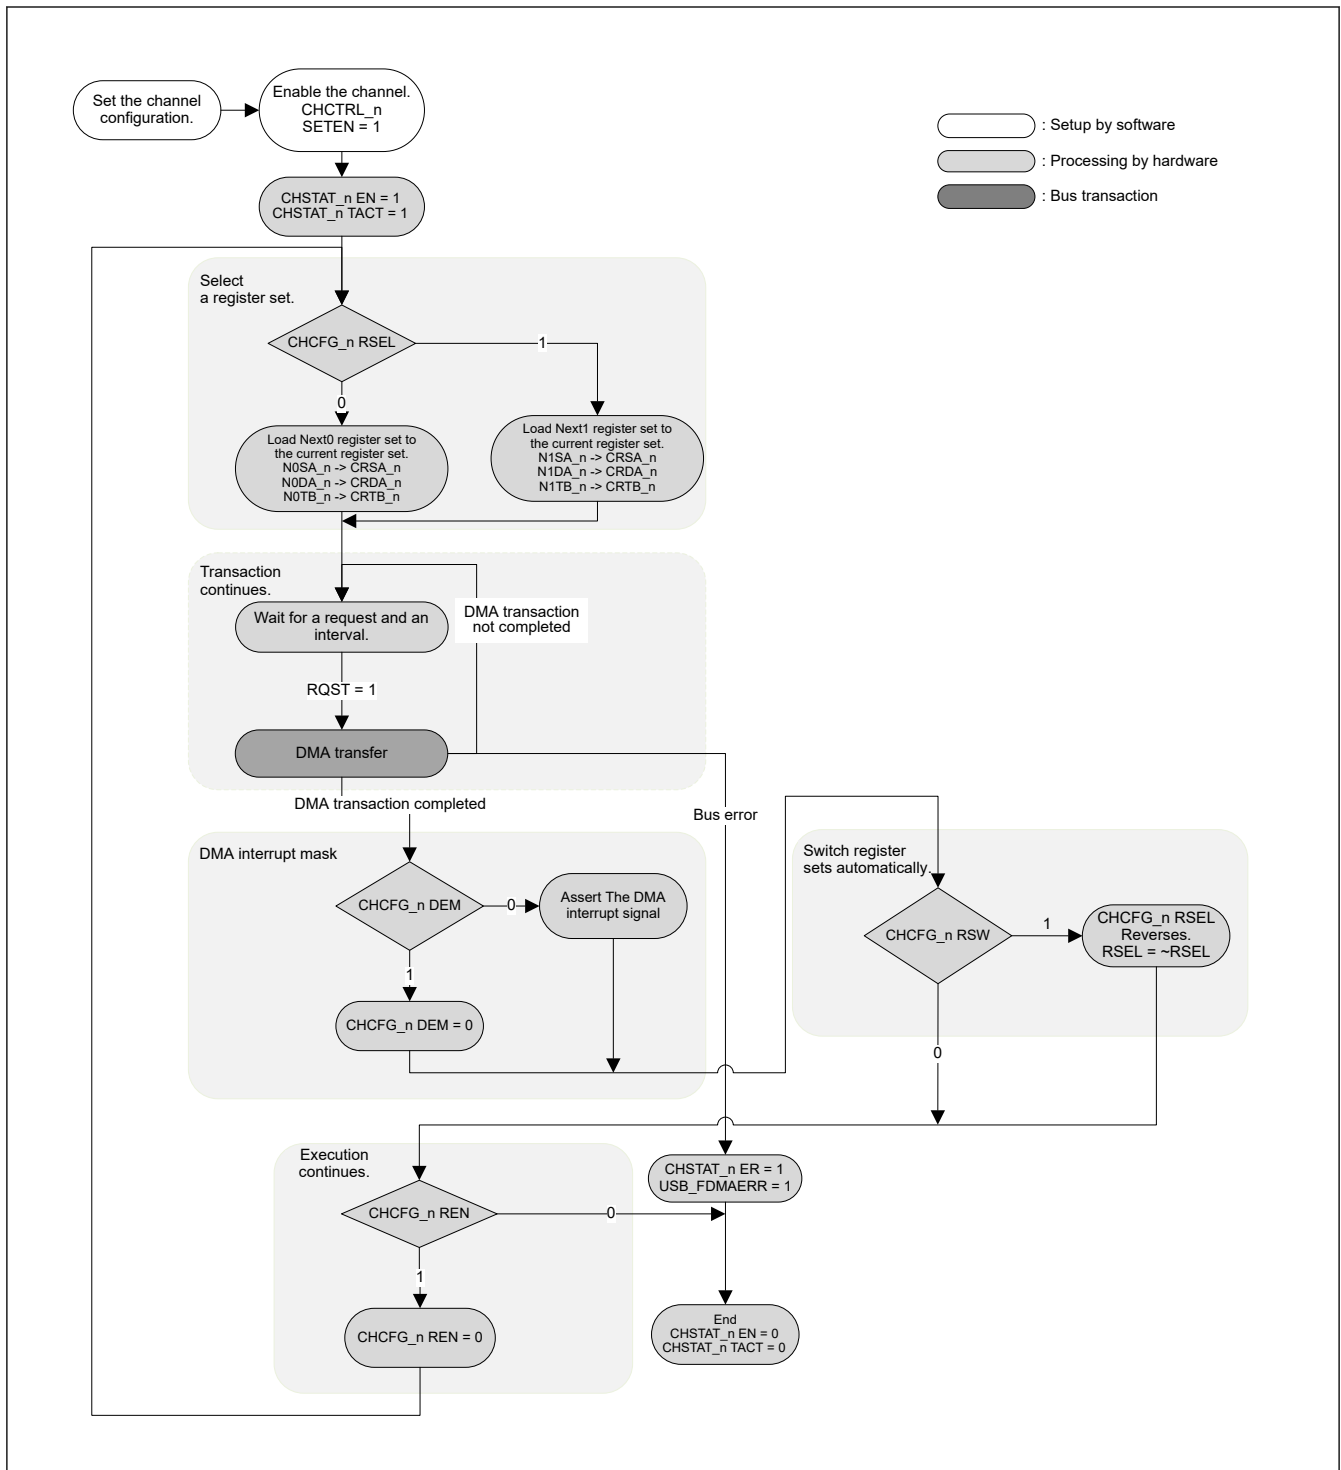 Set the channel
configuration.
Enable the channel.
CHCTRL_n
SETEN = 1
: Setup by software
: Processing by hardware
: Bus transaction
CHSTAT_n EN = 1
CHSTAT_n TACT = 1
Select
a register set.
CHCFG_n RSEL
1
0
Load Next0 register set to
the current register set.
N0SA_n -> CRSA_n
N0DA_n -> CRDA_n
N0TB_n -> CRTB_n
Load Next1 register set to
the current register set.
N1SA_n -> CRSA_n
N1DA_n -> CRDA_n
N1TB_n -> CRTB_n
Transaction
continues.
Wait for a request and an
interval.
DMA transaction
not completed
RQST = 1
DMA transfer
DMA transaction completed
Bus error
DMA interrupt mask
CHCFG_n DEM
0
Assert The DMA
interrupt signal
1
CHCFG_n DEM = 0
Switch register
sets automatically.
CHCFG_n RSW
1
CHCFG_n RSEL
Reverses.
RSEL = ~RSEL
0
Execution
continues.
CHCFG_n REN
0
1
CHCFG_n REN = 0
CHSTAT_n ER = 1
USB_FDMAERR = 1
End
CHSTAT_n EN = 0
CHSTAT_n TACT = 0